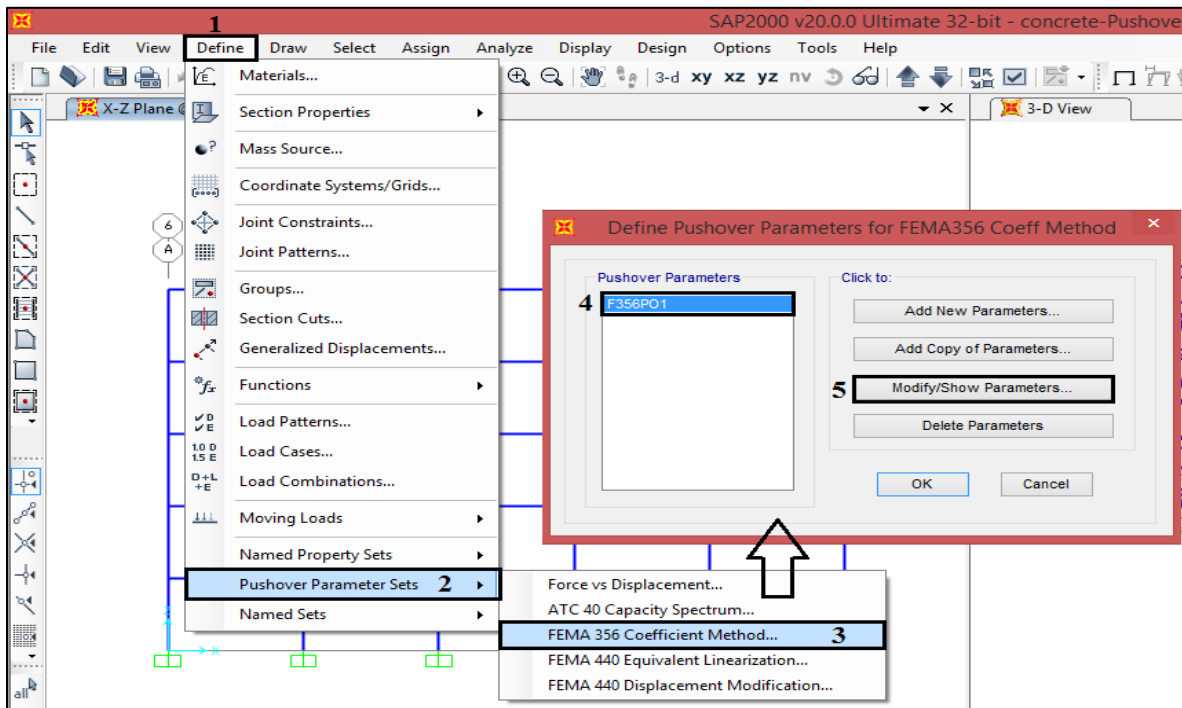 1
SAP2000 v20.0.0 Ultimate 32-bit - concrete-Pushove
File Edit View Define Draw Select Assign Analyze Display Design Options Tools Help
3-d xy xz yz nv
X-Z Plane @
3-D View
Materials...
Section Properties
Mass Source...
Coordinate Systems/Grids...
Joint Constraints...
Joint Patterns...
Groups...
Section Cuts...
Generalized Displacements...
Functions
Load Patterns...
Load Cases...
Load Combinations...
Moving Loads
Named Property Sets
Pushover Parameter Sets 2
Named Sets
6
A
D
E
1.0 D
1.5 E
D+L
+E
all
Force vs Displacement...
ATC 40 Capacity Spectrum...
FEMA 356 Coefficient Method... 3
FEMA 440 Equivalent Linearization...
FEMA 440 Displacement Modification...
Define Pushover Parameters for FEMA356 Coeff Method
Pushover Parameters
4 F356PO1
Click to:
Add New Parameters...
Add Copy of Parameters...
5 Modify/Show Parameters...
Delete Parameters
OK Cancel